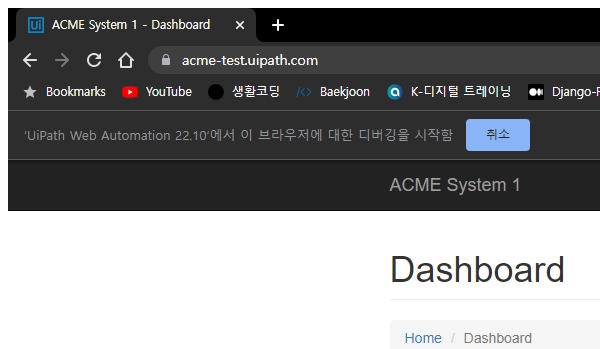 Ui ACME System 1 - Dashboard
acme-test.uipath.com
Bookmarks YouTube 생활코딩 </> Baekjoon K-디지털 트레이닝 Django-
'UiPath Web Automation 22.10'에서 이 브라우저에 대한 디버깅을 시작함 취소
ACME System 1
Dashboard
Home / Dashboard